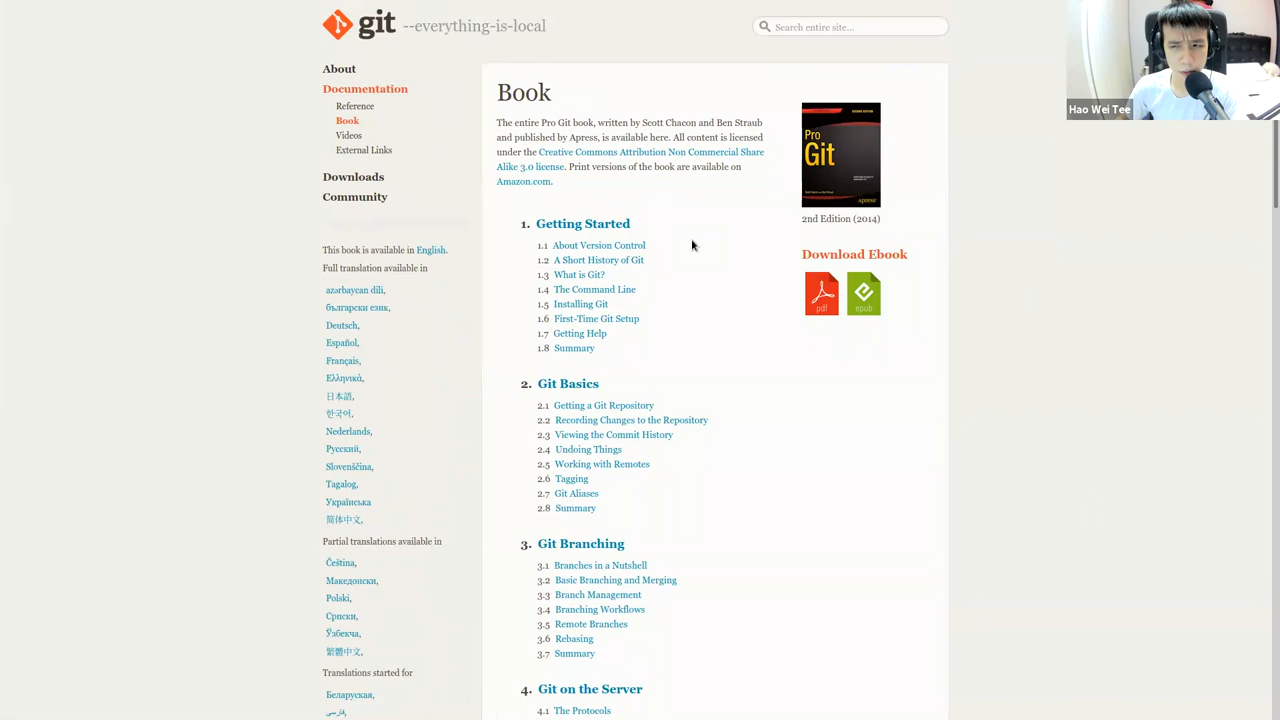 git --everything-is-local
Search entire site...
Hao Wei Tee
About
Documentation
Reference
Book
Videos
External Links
Downloads
Community
This book is available in English.
Full translation available in
azərbaycan dili,
български език,
Deutsch,
Español,
Français,
Ελληνικά,
日本語,
한국어,
Nederlands,
Русский,
Slovenščina,
Tagalog,
Українська
简体中文,
Partial translations available in
Čeština,
Македонски,
Polski,
Српски,
Ўзбекча,
繁體中文,
Translations started for
Беларуская,
فارسی,
Book
The entire Pro Git book, written by Scott Chacon and Ben Straub
and published by Apress, is available here. All content is licensed
under the Creative Commons Attribution Non Commercial Share
Alike 3.0 license. Print versions of the book are available on
Amazon.com.
1. Getting Started
1.1 About Version Control
1.2 A Short History of Git
1.3 What is Git?
1.4 The Command Line
1.5 Installing Git
1.6 First-Time Git Setup
1.7 Getting Help
1.8 Summary
2. Git Basics
2.1 Getting a Git Repository
2.2 Recording Changes to the Repository
2.3 Viewing the Commit History
2.4 Undoing Things
2.5 Working with Remotes
2.6 Tagging
2.7 Git Aliases
2.8 Summary
3. Git Branching
3.1 Branches in a Nutshell
3.2 Basic Branching and Merging
3.3 Branch Management
3.4 Branching Workflows
3.5 Remote Branches
3.6 Rebasing
3.7 Summary
4. Git on the Server
4.1 The Protocols
Pro
Git
Apress
2nd Edition (2014)
Download Ebook
pdf
epub